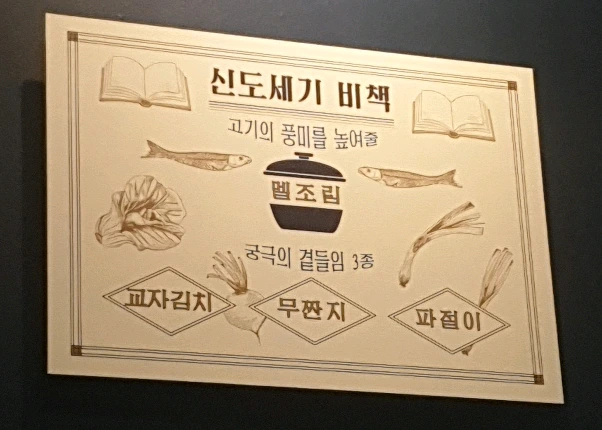 신도세기 비책
고기의 풍미를 높여줄
멜조림
궁극의 곁들임 3종
교자김치
무짠지
파절이